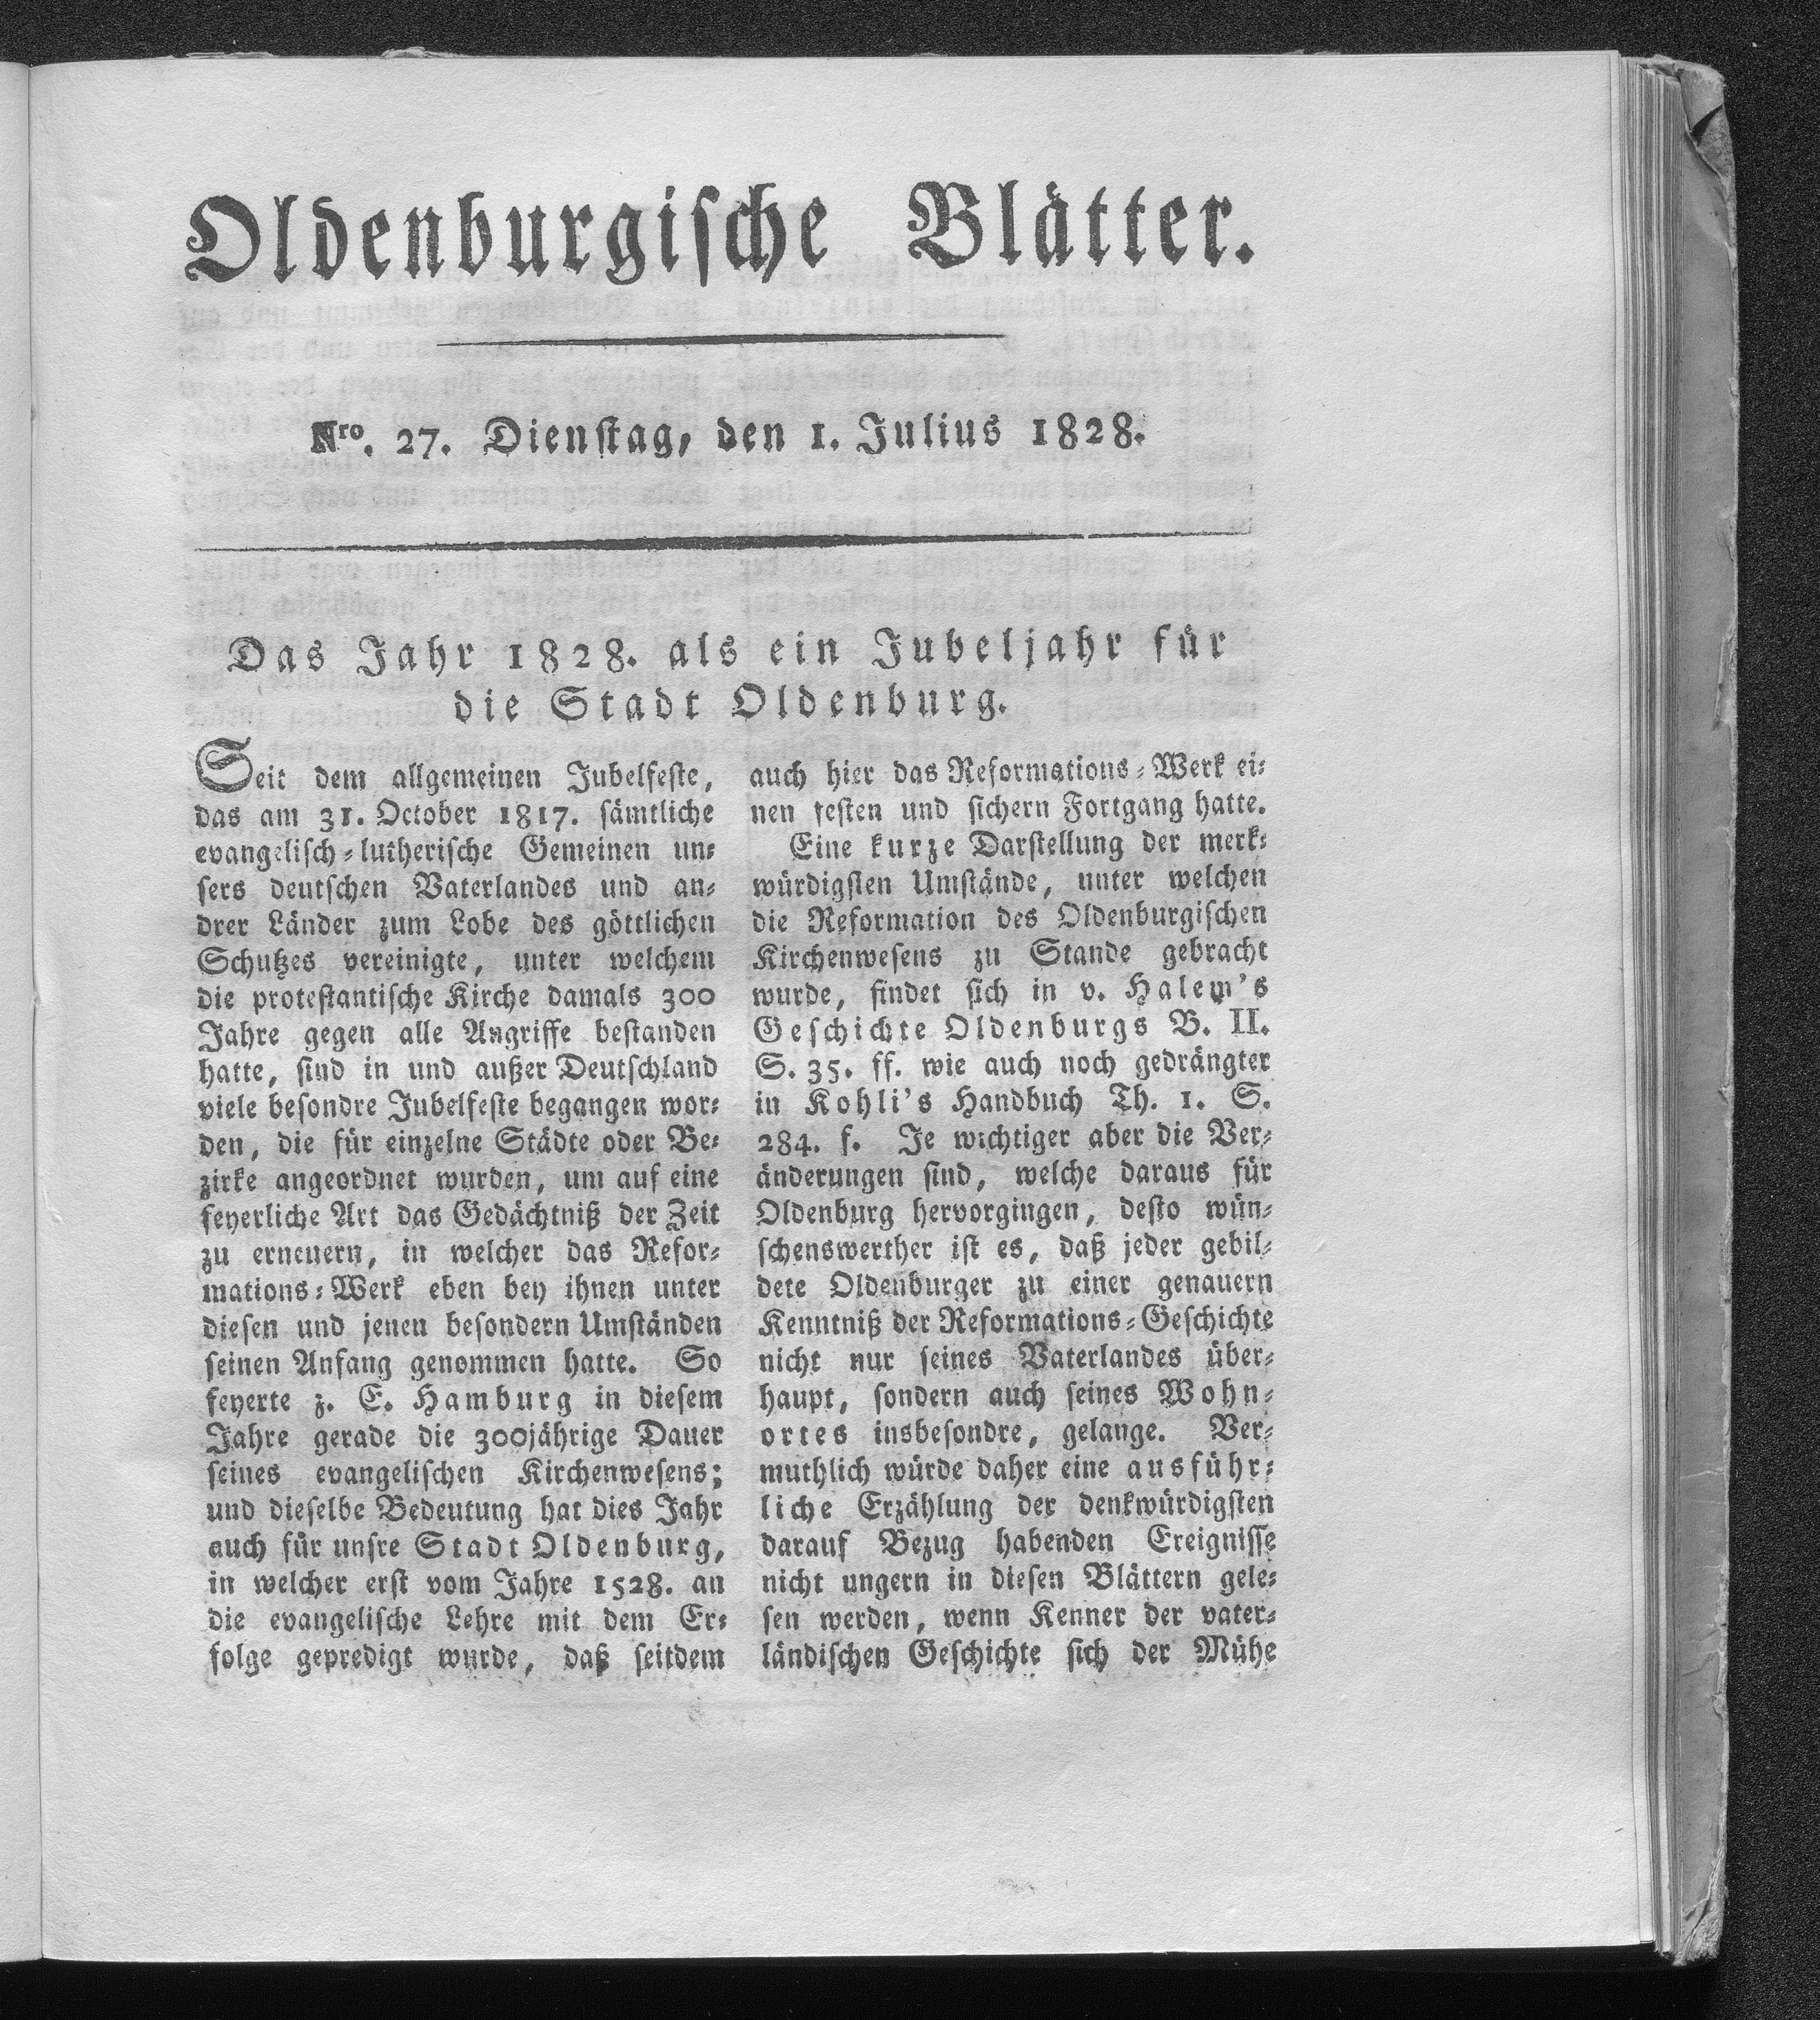 Oldenburgische Blätter.
Nro. 27. Dienstag, den 1. Julius 1828.
Das Jahr 1828. als ein Jubeljahr für
die Stadt Oldenburg.
Seit dem allgemeinen Jubelfeste,
das am 31. October 1817. sämtliche
evangelisch-lutherische Gemeinen un-
sers deutschen Vaterlandes und an-
drer Länder zum Lobe des göttlichen
Schutzes vereinigte, unter welchem
die protestantische Kirche damals 300
Jahre gegen alle Angriffe bestanden
hatte, sind in und außer Deutschland
viele besondre Jubelfeste begangen wor-
den, die für einzelne Städte oder Be-
zirke angeordnet wurden, um auf eine
feyerliche Art das Gedächtniß der Zeit
zu erneuern, in welcher das Refor-
mations-Werk eben bey ihnen unter
diesen und jenen besondern Umständen
seinen Anfang genommen hatte. So
feyerte z. E. Hamburg in diesem
Jahre gerade die 300jährige Dauer
seines evangelischen Kirchenwesens;
und dieselbe Bedeutung hat dies Jahr
auch für unsre Stadt Oldenburg,
in welcher erst vom Jahre 1528. an
die evangelische Lehre mit dem Er-
folge gepredigt wurde, daß seitdem
auch hier das Reformations-Werk ei-
nen festen und sichern Fortgang hatte.
Eine kurze Darstellung der merk-
würdigsten Umstände, unter welchen
die Reformation des Oldenburgischen
Kirchenwesens zu Stande gebracht
wurde, findet sich in v. Halem's
Geschichte Oldenburgs B. II.
S. 35. ff. wie auch noch gedrängter
in Kohli's Handbuch Th. 1. S.
284. f. Je wichtiger aber die Ver-
änderungen sind, welche daraus für
Oldenburg hervorgingen, desto wün-
schenswerther ist es, daß jeder gebil-
dete Oldenburger zu einer genauern
Kenntniß der Reformations-Geschichte
nicht nur seines Vaterlandes über-
haupt, sondern auch seines Wohn-
ortes insbesondre, gelange. Ver-
muthlich würde daher eine ausführ-
liche Erzählung der denkwürdigsten
darauf Bezug habenden Ereignisse
nicht ungern in diesen Blättern gele-
sen werden, wenn Kenner der vater-
ländischen Geschichte sich der Mühe